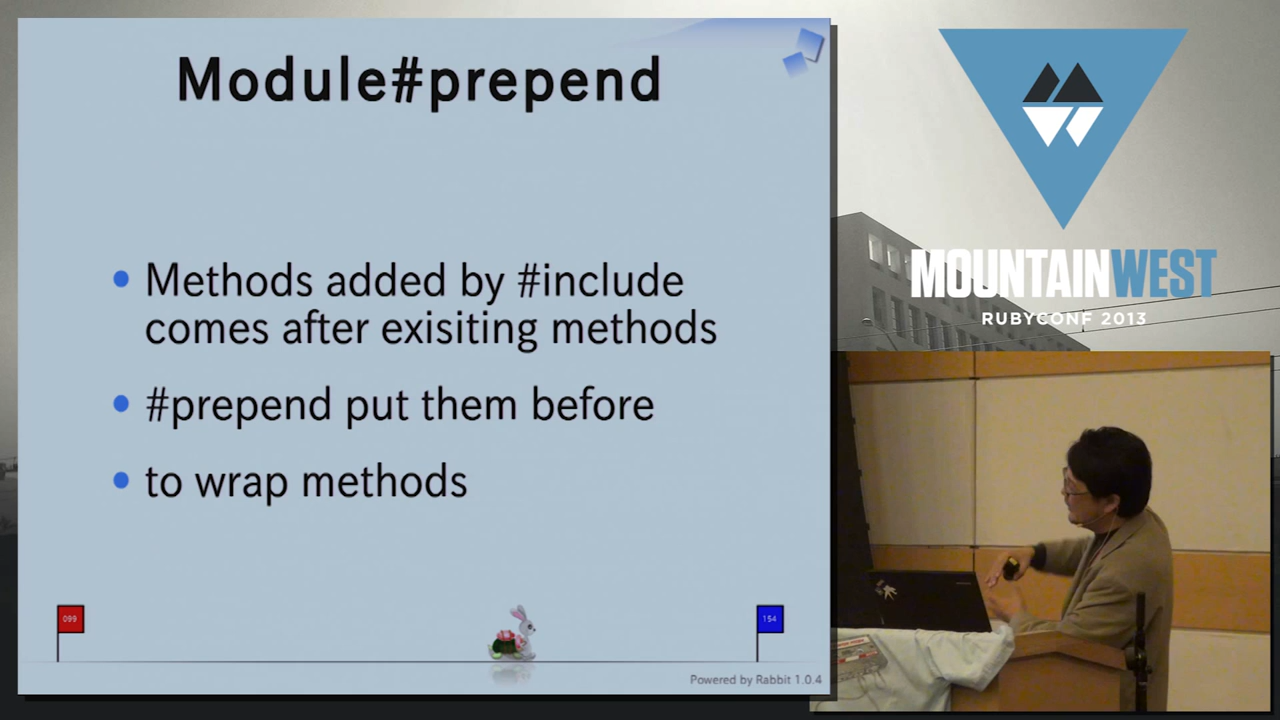 Module#prepend
Methods added by #include
comes after exisiting methods
#prepend put them before
to wrap methods
099
154
Powered by Rabbit 1.0.4
MOUNTAINWEST
RUBYCONF 2013